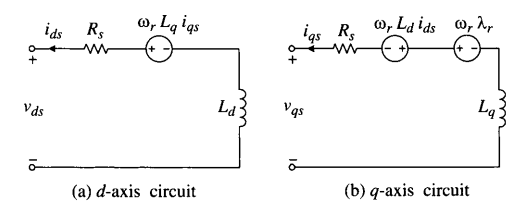 i_ds R_s ω_r L_q i_qs
+ −
+
v_ds L_d
−
(a) d-axis circuit
i_qs R_s ω_r L_d i_ds ω_r λ_r
− + + −
+
v_qs L_q
−
(b) q-axis circuit